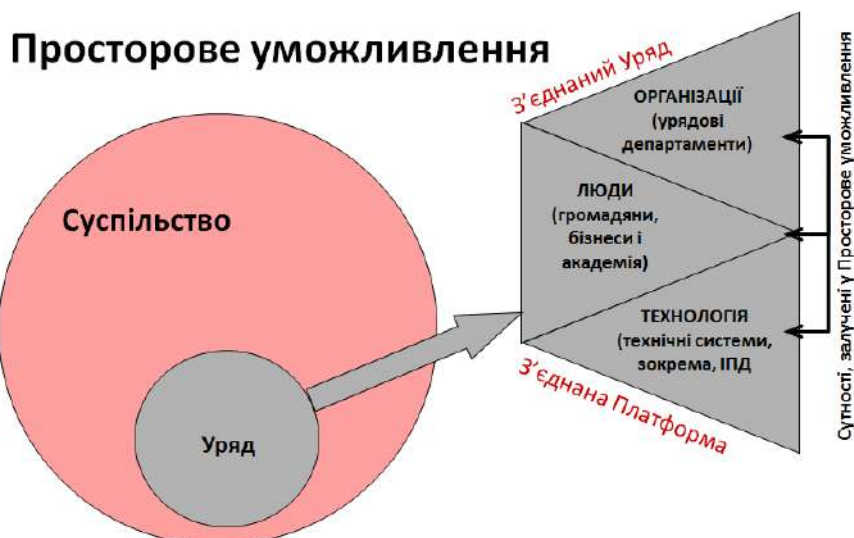 Просторове уможливлення
Суспільство
Уряд
З’єднаний Уряд
ОРГАНІЗАЦІЇ
(урядові
департаменти)
ЛЮДИ
(громадяни,
бізнеси і
академія)
ТЕХНОЛОГІЯ
(технічні системи,
зокрема, ІПД
З’єднана Платформа
Сутності, залучені у Просторове уможливлення